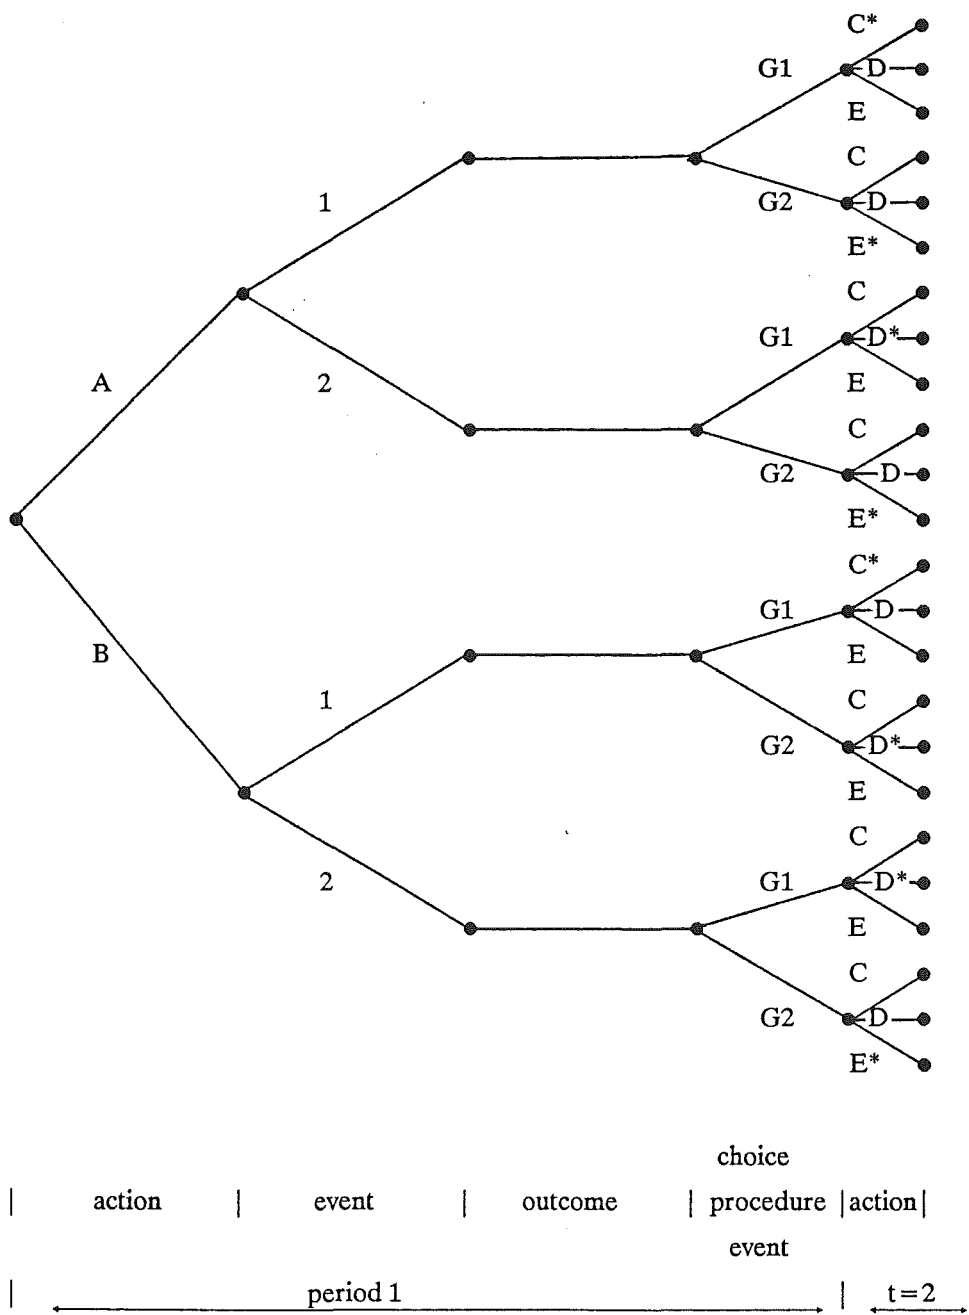 C*
G1 D
E
C
1
G2 D
E*
C
G1 D*
A 2 E
C
G2 D
E*
C*
G1 D
B E
1 C
G2 D*
E
C
2 G1 D*
E
C
G2 D
E*
choice
| action | event | outcome | procedure | action |
event
| period 1 | t = 2